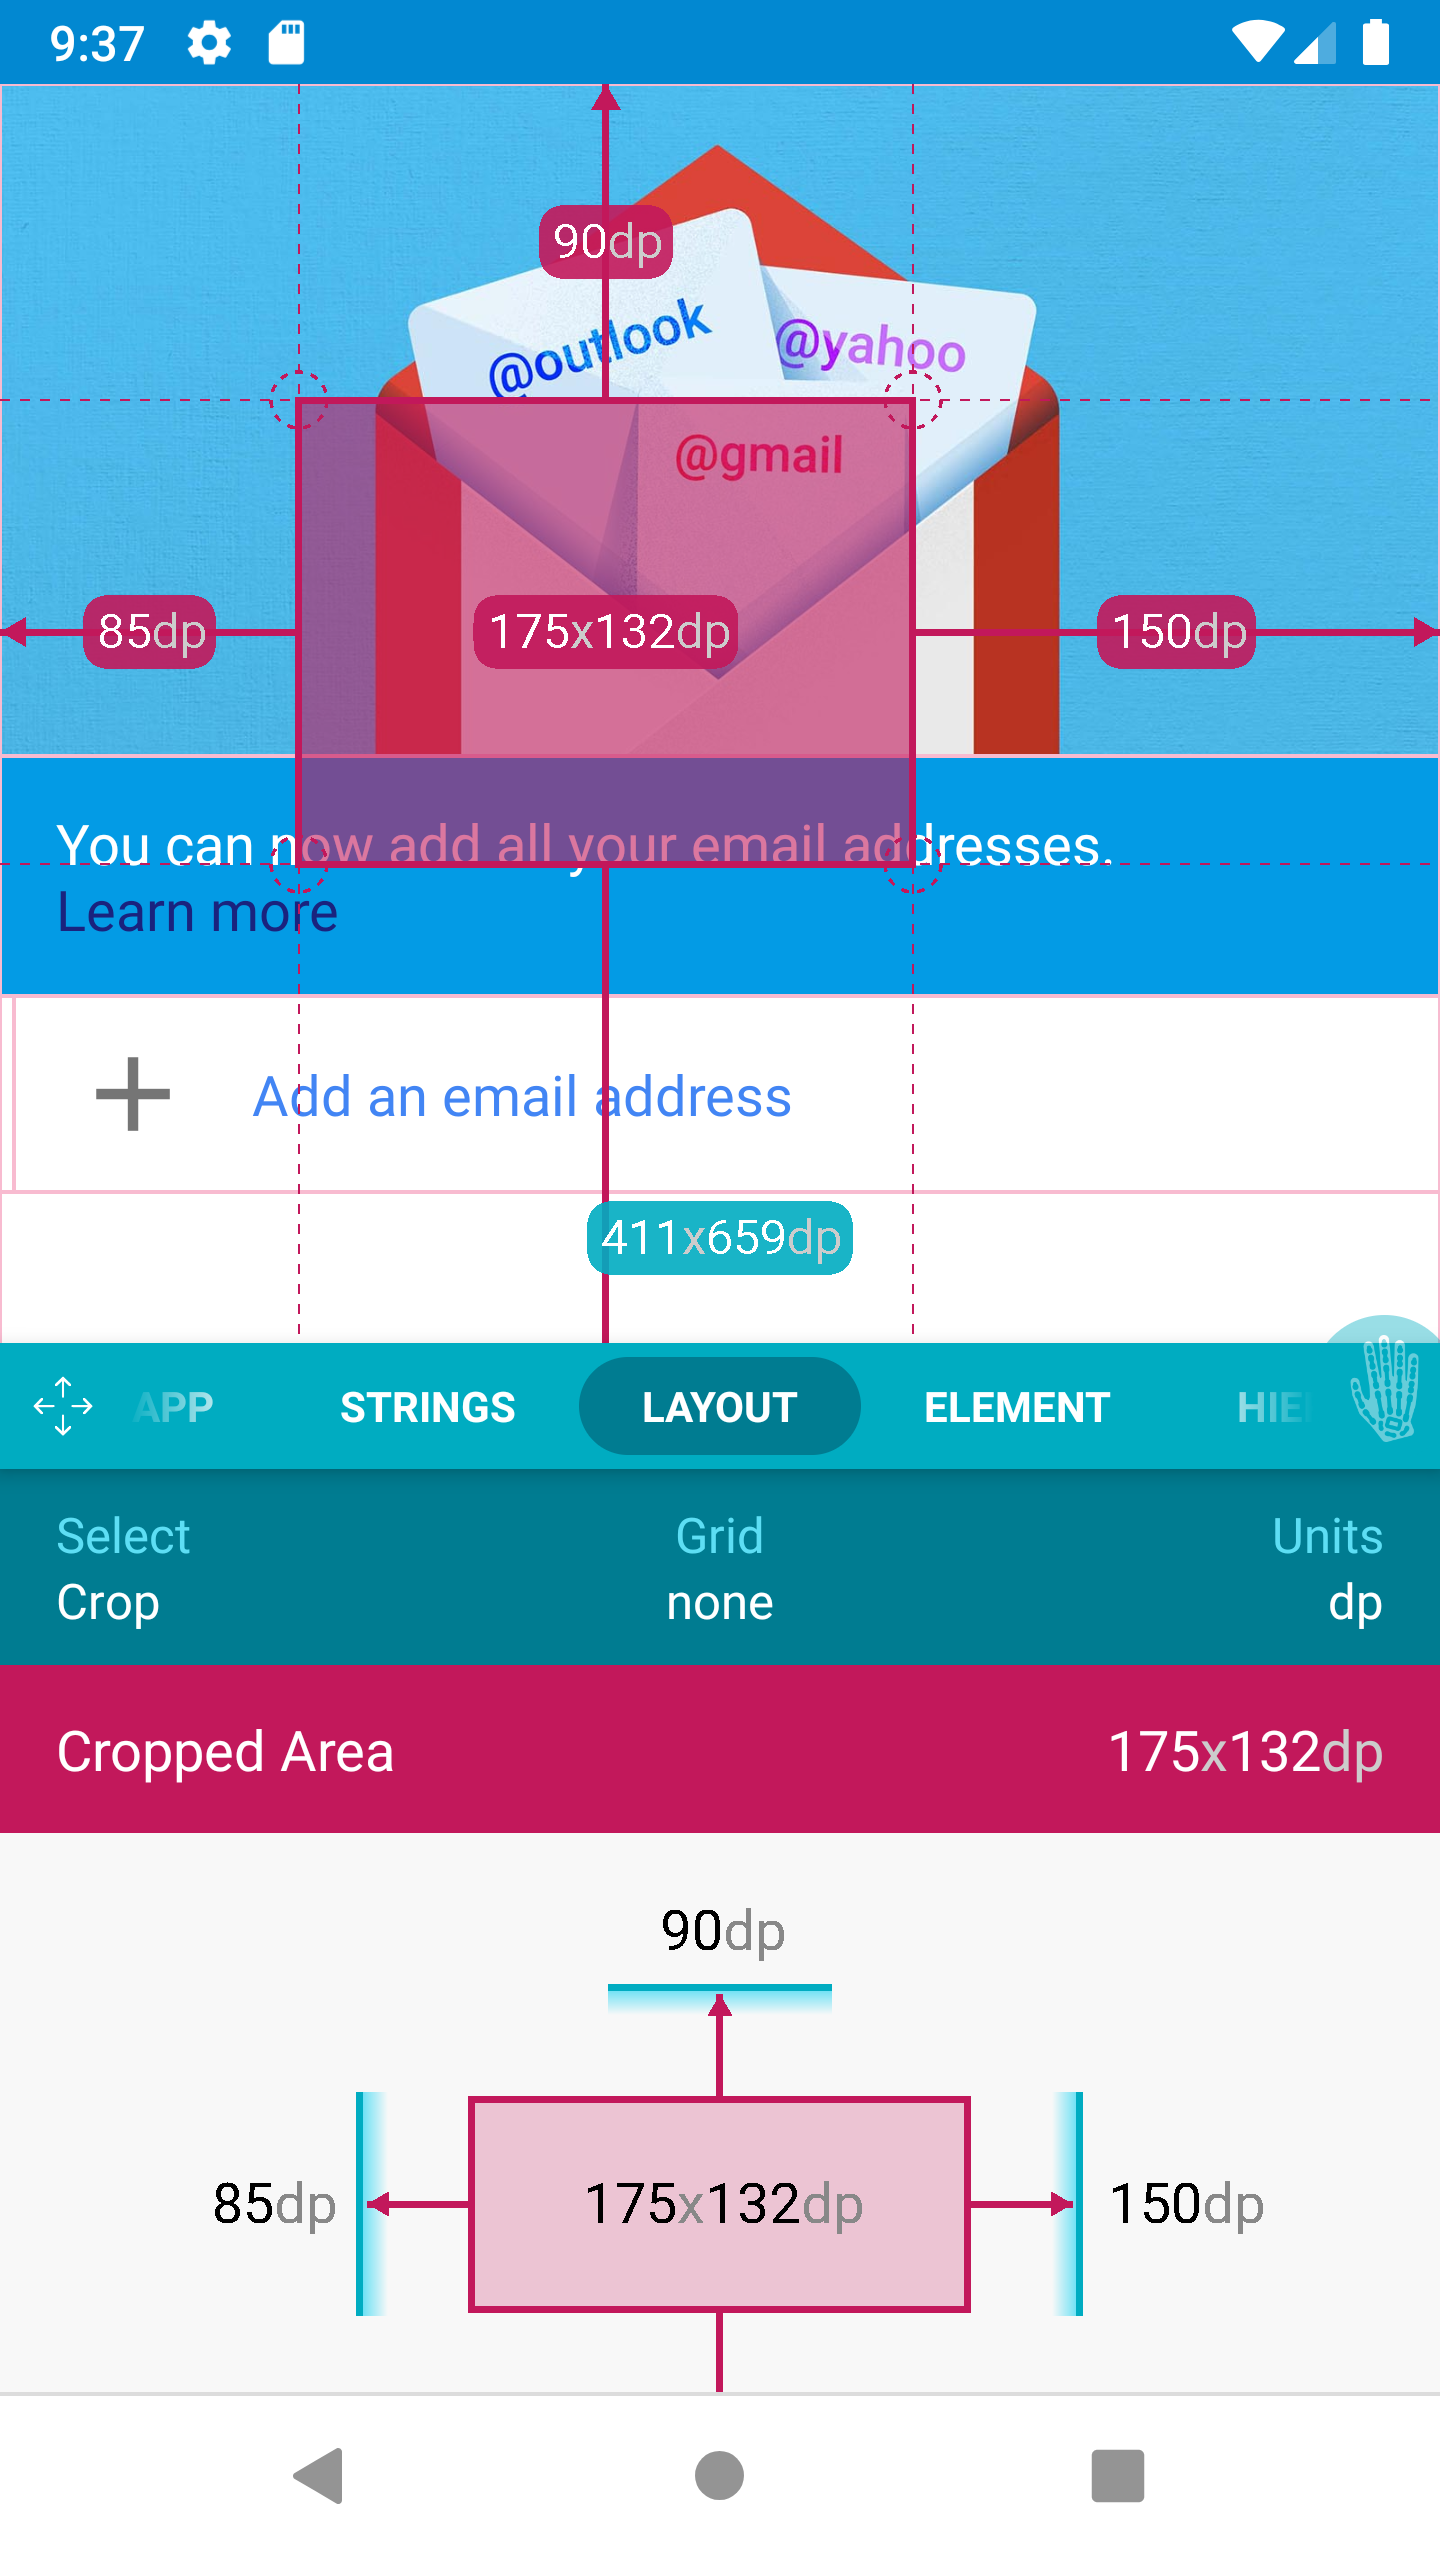 9:37
90dp
@outlook
@yahoo
@gmail
85dp
175x132dp
150dp
You can now add all your email addresses.
Learn more
Add an email address
411x659dp
APP
STRINGS
LAYOUT
ELEMENT
HIE
Select
Grid
Units
Crop
none
dp
Cropped Area
175x132dp
90dp
85dp
175x132dp
150dp